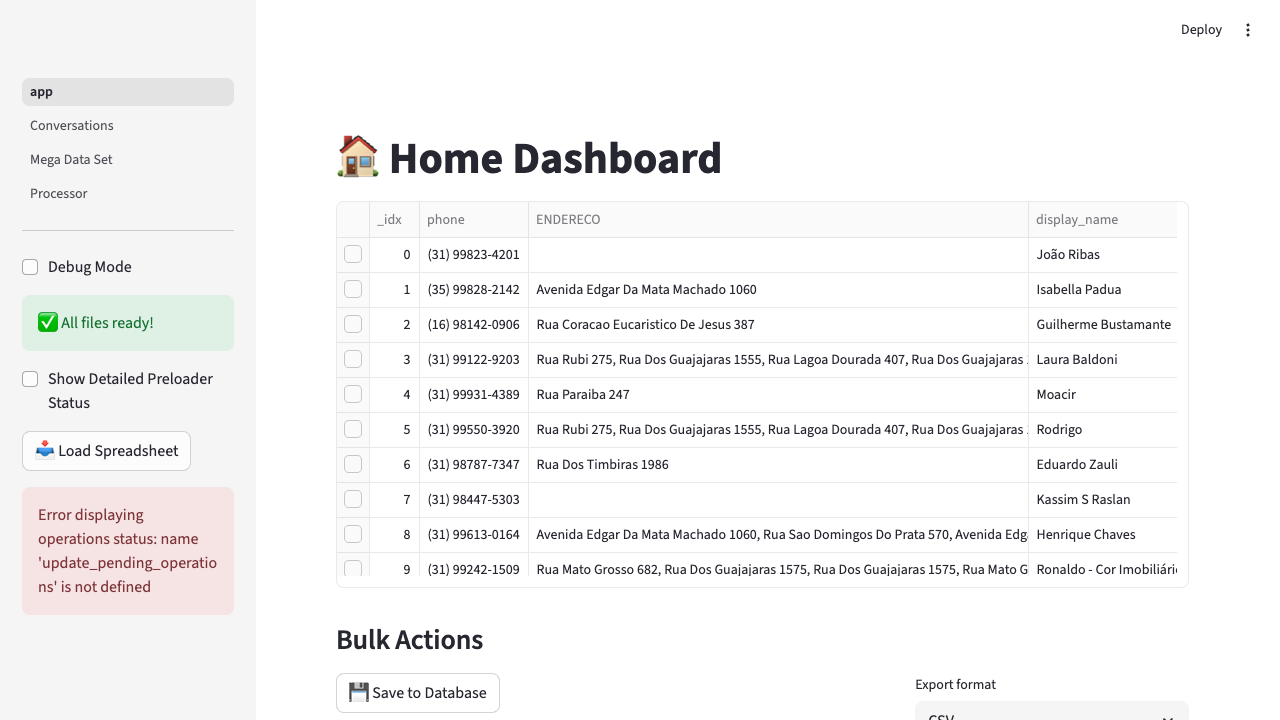 Deploy
app
Conversations
Mega Data Set
Processor
Debug Mode
✅ All files ready!
Show Detailed Preloader
Status
📥 Load Spreadsheet
Error displaying
operations status: name
'update_pending_operatio
ns' is not defined
🏠 Home Dashboard
_idx phone ENDERECO display_name
0 (31) 99823-4201 João Ribas
1 (35) 99828-2142 Avenida Edgar Da Mata Machado 1060 Isabella Padua
2 (16) 98142-0906 Rua Coracao Eucaristico De Jesus 387 Guilherme Bustamante
3 (31) 99122-9203 Rua Rubi 275, Rua Dos Guajajaras 1555, Rua Lagoa Dourada 407, Rua Dos Guajajaras Laura Baldoni
4 (31) 99931-4389 Rua Paraiba 247 Moacir
5 (31) 99550-3920 Rua Rubi 275, Rua Dos Guajajaras 1555, Rua Lagoa Dourada 407, Rua Dos Guajajaras Rodrigo
6 (31) 98787-7347 Rua Dos Timbiras 1986 Eduardo Zauli
7 (31) 98447-5303 Kassim S Raslan
8 (31) 99613-0164 Avenida Edgar Da Mata Machado 1060, Rua Sao Domingos Do Prata 570, Avenida Edg Henrique Chaves
9 (31) 99242-1509 Rua Mato Grosso 682, Rua Dos Guajajaras 1575, Rua Dos Guajajaras 1575, Rua Mato G Ronaldo - Cor Imobiliári
Bulk Actions
💾 Save to Database
Export format
CSV